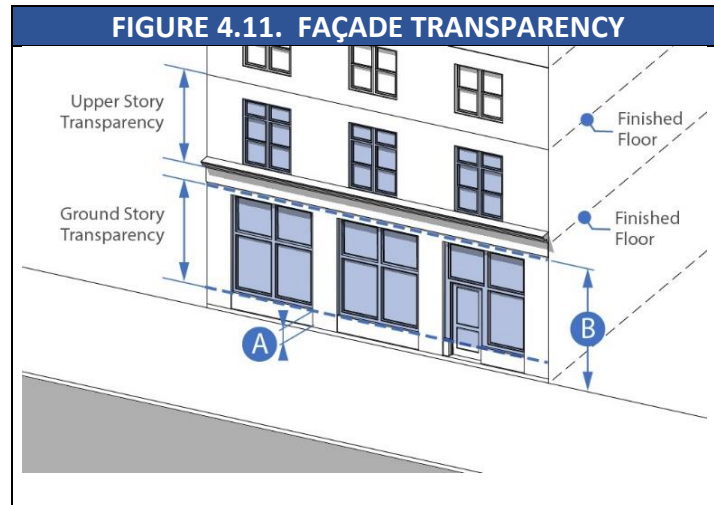 FIGURE 4.11. FAÇADE TRANSPARENCY
Upper Story
Transparency
Finished
Floor
Ground Story
Transparency
Finished
Floor
A
B